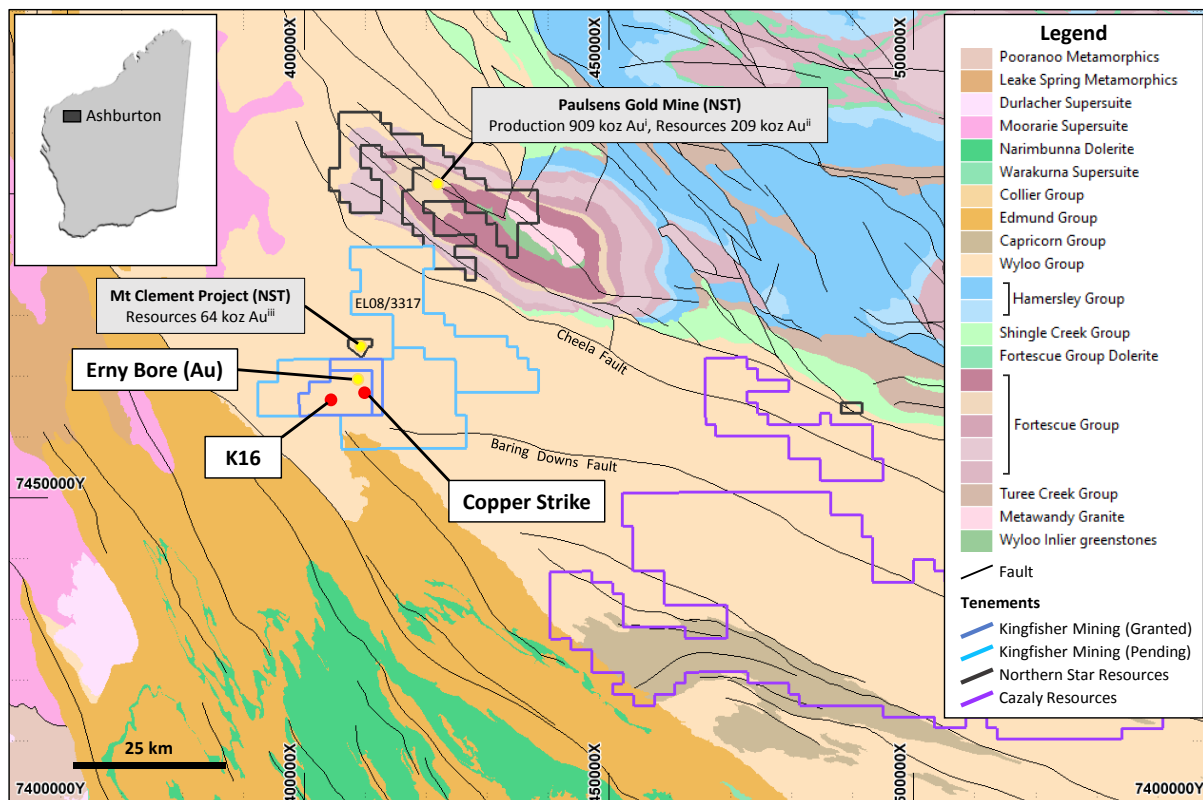 Ashburton
400000X
450000X
500000X
Paulsens Gold Mine (NST)
Production 909 koz Auⁱ, Resources 209 koz Auⁱⁱ
EL08/3317
Mt Clement Project (NST)
Resources 64 koz Auⁱⁱⁱ
Cheela Fault
Erny Bore (Au)
K16
Baring Downs Fault
Copper Strike
7450000Y
25 km
400000X
450000X
500000X
7400000Y
7400000Y
Legend
Pooranoo Metamorphics
Leake Spring Metamorphics
Durlacher Supersuite
Moorarie Supersuite
Narimbunna Dolerite
Warakurna Supersuite
Collier Group
Edmund Group
Capricorn Group
Wyloo Group
Hamersley Group
Shingle Creek Group
Fortescue Group Dolerite
Fortescue Group
Turee Creek Group
Metawandy Granite
Wyloo Inlier greenstones
Fault
Tenements
Kingfisher Mining (Granted)
Kingfisher Mining (Pending)
Northern Star Resources
Cazaly Resources